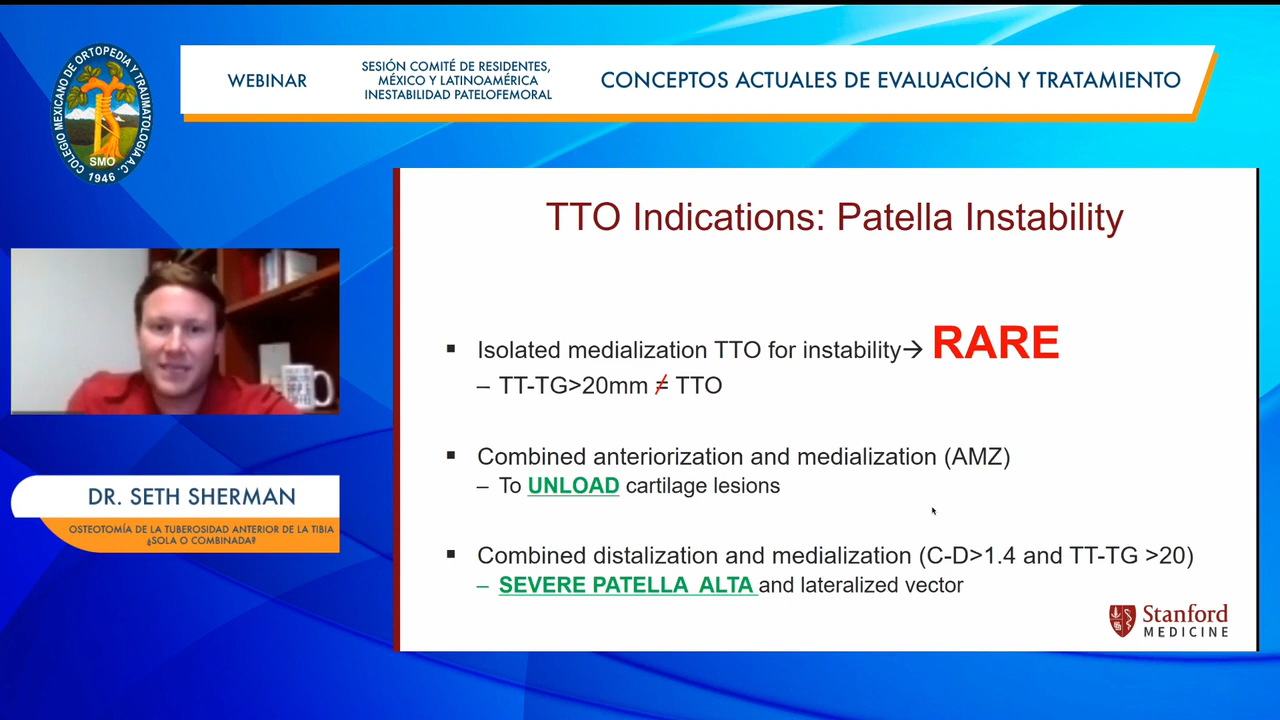 WEBINAR
SESIÓN COMITÉ DE RESIDENTES,
MÉXICO Y LATINOAMÉRICA
INESTABILIDAD PATELOFEMORAL
CONCEPTOS ACTUALES DE EVALUACIÓN Y TRATAMIENTO
COLEGIO MEXICANO DE ORTOPEDIA Y TRAUMATOLOGIA A.C.
SMO
1946
TTO Indications: Patella Instability
▪ Isolated medialization TTO for instability→ RARE
– TT-TG>20mm ≠ TTO
▪ Combined anteriorization and medialization (AMZ)
– To UNLOAD cartilage lesions
▪ Combined distalization and medialization (C-D>1.4 and TT-TG >20)
– SEVERE PATELLA ALTA and lateralized vector
Stanford
MEDICINE
DR. SETH SHERMAN
OSTEOTOMÍA DE LA TUBEROSIDAD ANTERIOR DE LA TIBIA
¿SOLA O COMBINADA?